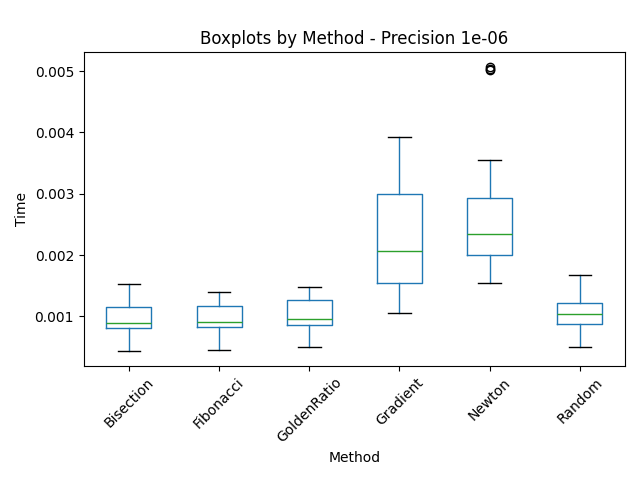 Boxplots by Method - Precision 1e-06
Time
0.005
0.004
0.003
0.002
0.001
Bisection
Fibonacci
GoldenRatio
Gradient
Newton
Random
Method